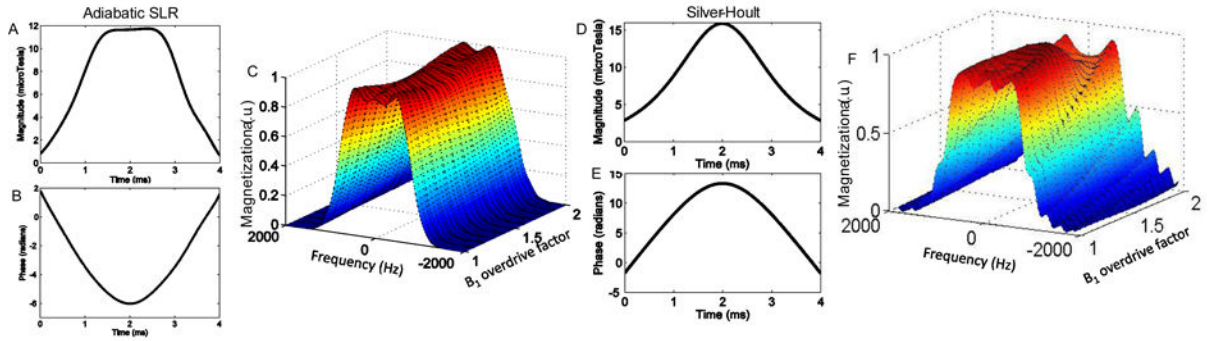 Adiabatic SLR
A
Magnitude (microTesla)
12
10
8
6
4
2
0
0 1 2 3 4
Time (ms)
B
Phase (radians)
2
0
-2
-4
-6
0 1 2 3 4
Time (ms)
C
Magnetization(a.u.)
1
0.8
0.6
0.4
0.2
0
2000 0 -2000
Frequency (Hz)
1 1.5 2
B1 overdrive factor
Silver-Hoult
D
Magnitude (microTesla)
15
10
5
0
0 1 2 3 4
Time (ms)
E
Phase (radians)
15
10
5
0
-5
0 1 2 3 4
Time (ms)
F
Magnetization(a.u.)
1
0.5
0
2000 0 -2000
Frequency (Hz)
1 1.5 2
B1 overdrive factor